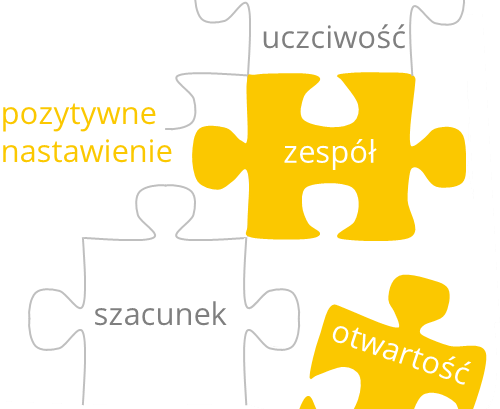 uczciwość
pozytywne
nastawienie
zespół
szacunek
otwartość